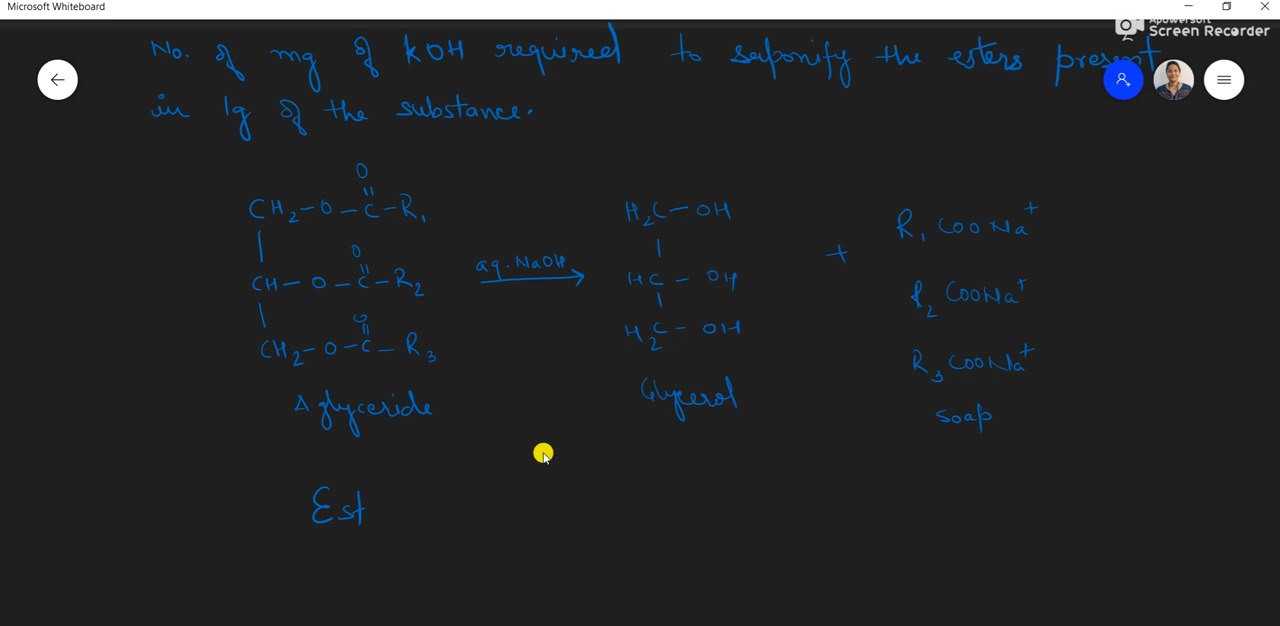 Microsoft Whiteboard
Apowersoft
Screen Recorder
No. of mg of KOH required to saponify the esters present
in 1g of the substance.
O
CH2-O-C-R1
O
CH-O-C-R2
O
CH2-O-C-R3
A glyceride
aq. NaOH
H2C-OH
HC-OH
H2C-OH
Glycerol
+
R1COONa+
R2COONa+
R3COONa+
soap
Est